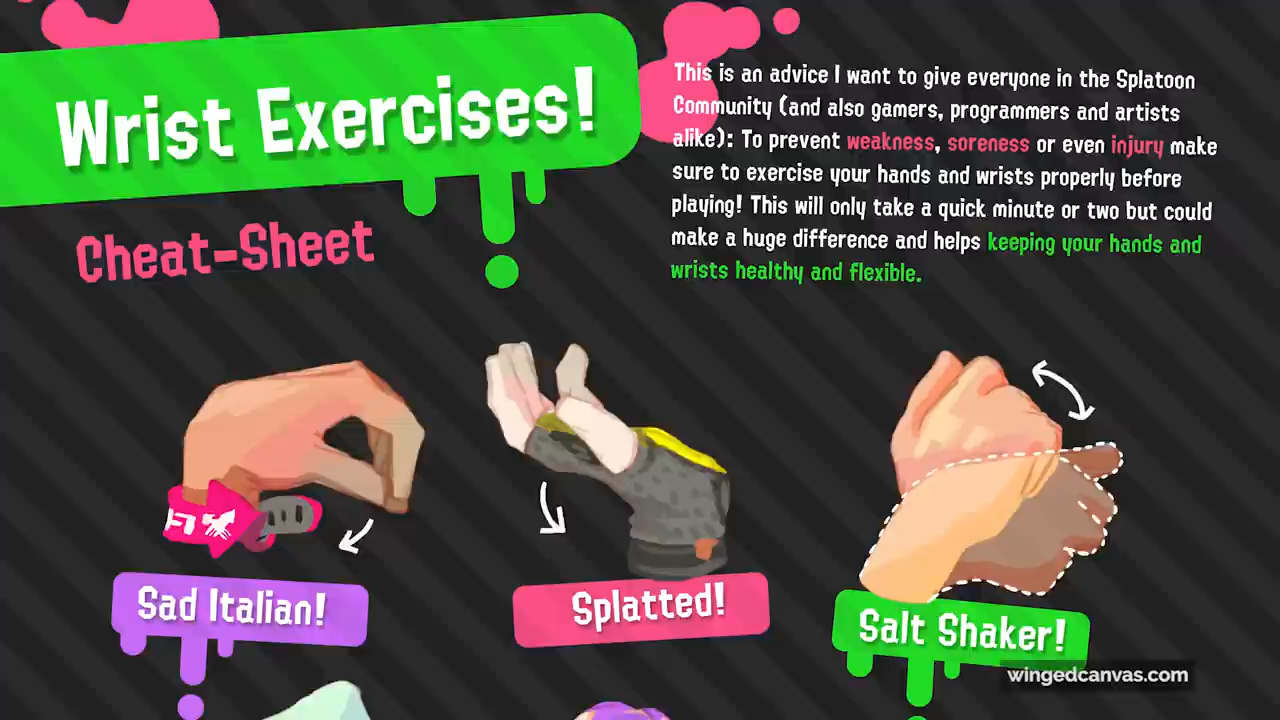 Wrist Exercises!
Cheat-Sheet
This is an advice I want to give everyone in the Splatoon
Community (and also gamers, programmers and artists
alike): To prevent weakness, soreness or even injury make
sure to exercise your hands and wrists properly before
playing! This will only take a quick minute or two but could
make a huge difference and helps keeping your hands and
wrists healthy and flexible.
Sad Italian!
Splatted!
Salt Shaker!
wingedcanvas.com